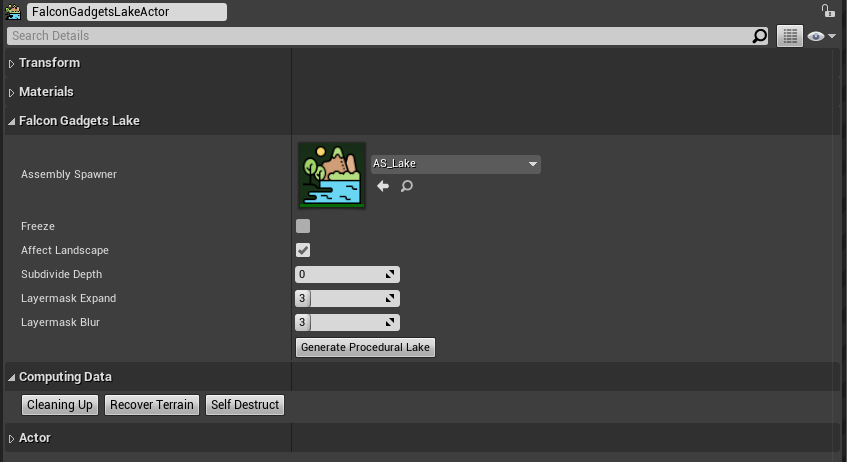 FalconGadgetsLakeActor
Search Details
Transform
Materials
Falcon Gadgets Lake
Assembly Spawner AS_Lake
Freeze
Affect Landscape
Subdivide Depth 0
Layermask Expand 3
Layermask Blur 3
Generate Procedural Lake
Computing Data
Cleaning Up Recover Terrain Self Destruct
Actor